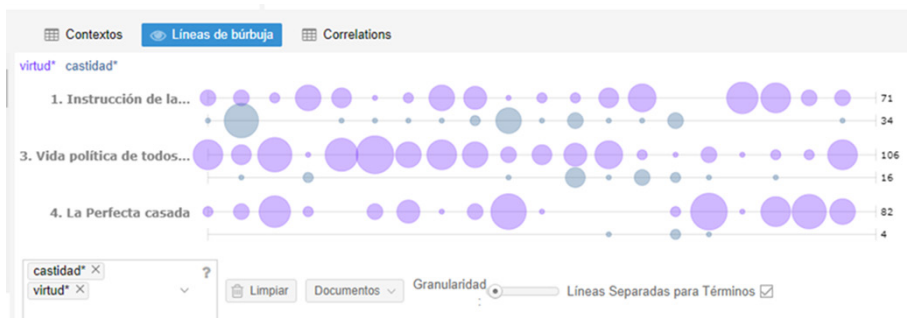 Contextos Líneas de búrbuja Correlations
virtud* castidad*
1. Instrucción de la... 71
34
3. Vida política de todos... 106
16
4. La Perfecta casada 82
4
castidad* × ?
virtud* × Limpiar Documentos Granularidad Líneas Separadas para Términos
: